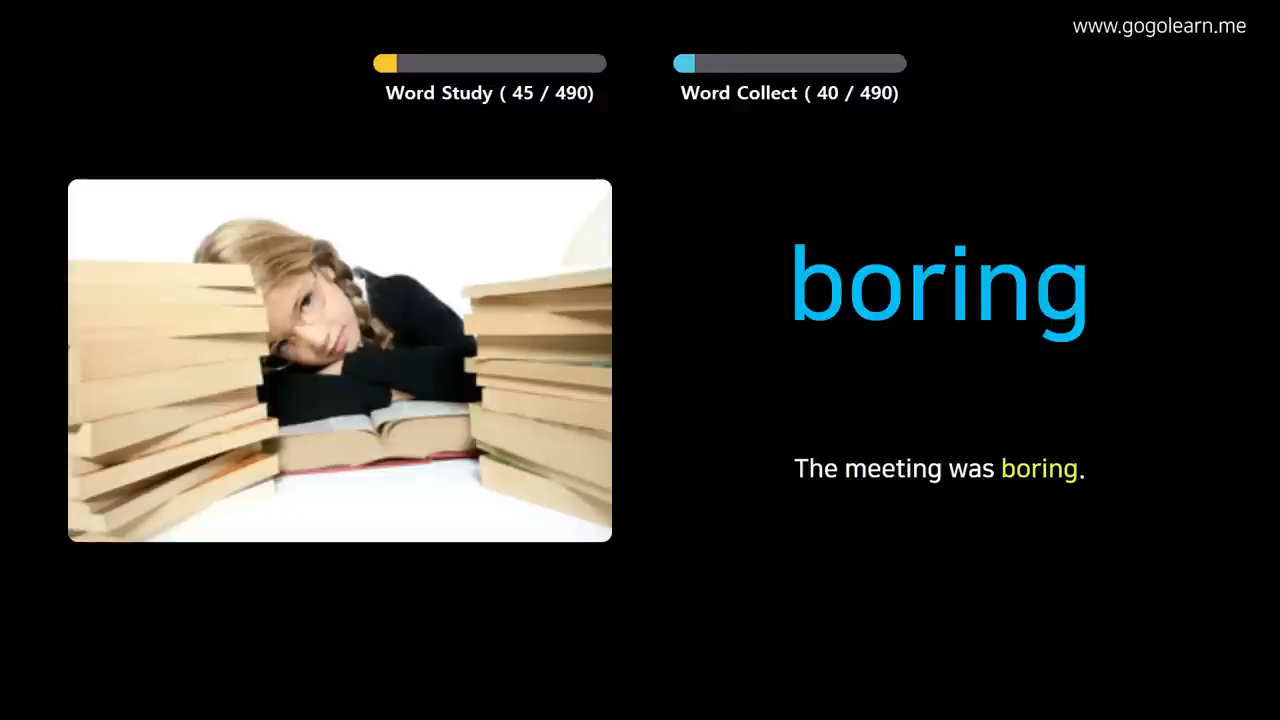 www.gogolearn.me
Word Study ( 45 / 490)
Word Collect ( 40 / 490)
boring
The meeting was boring.